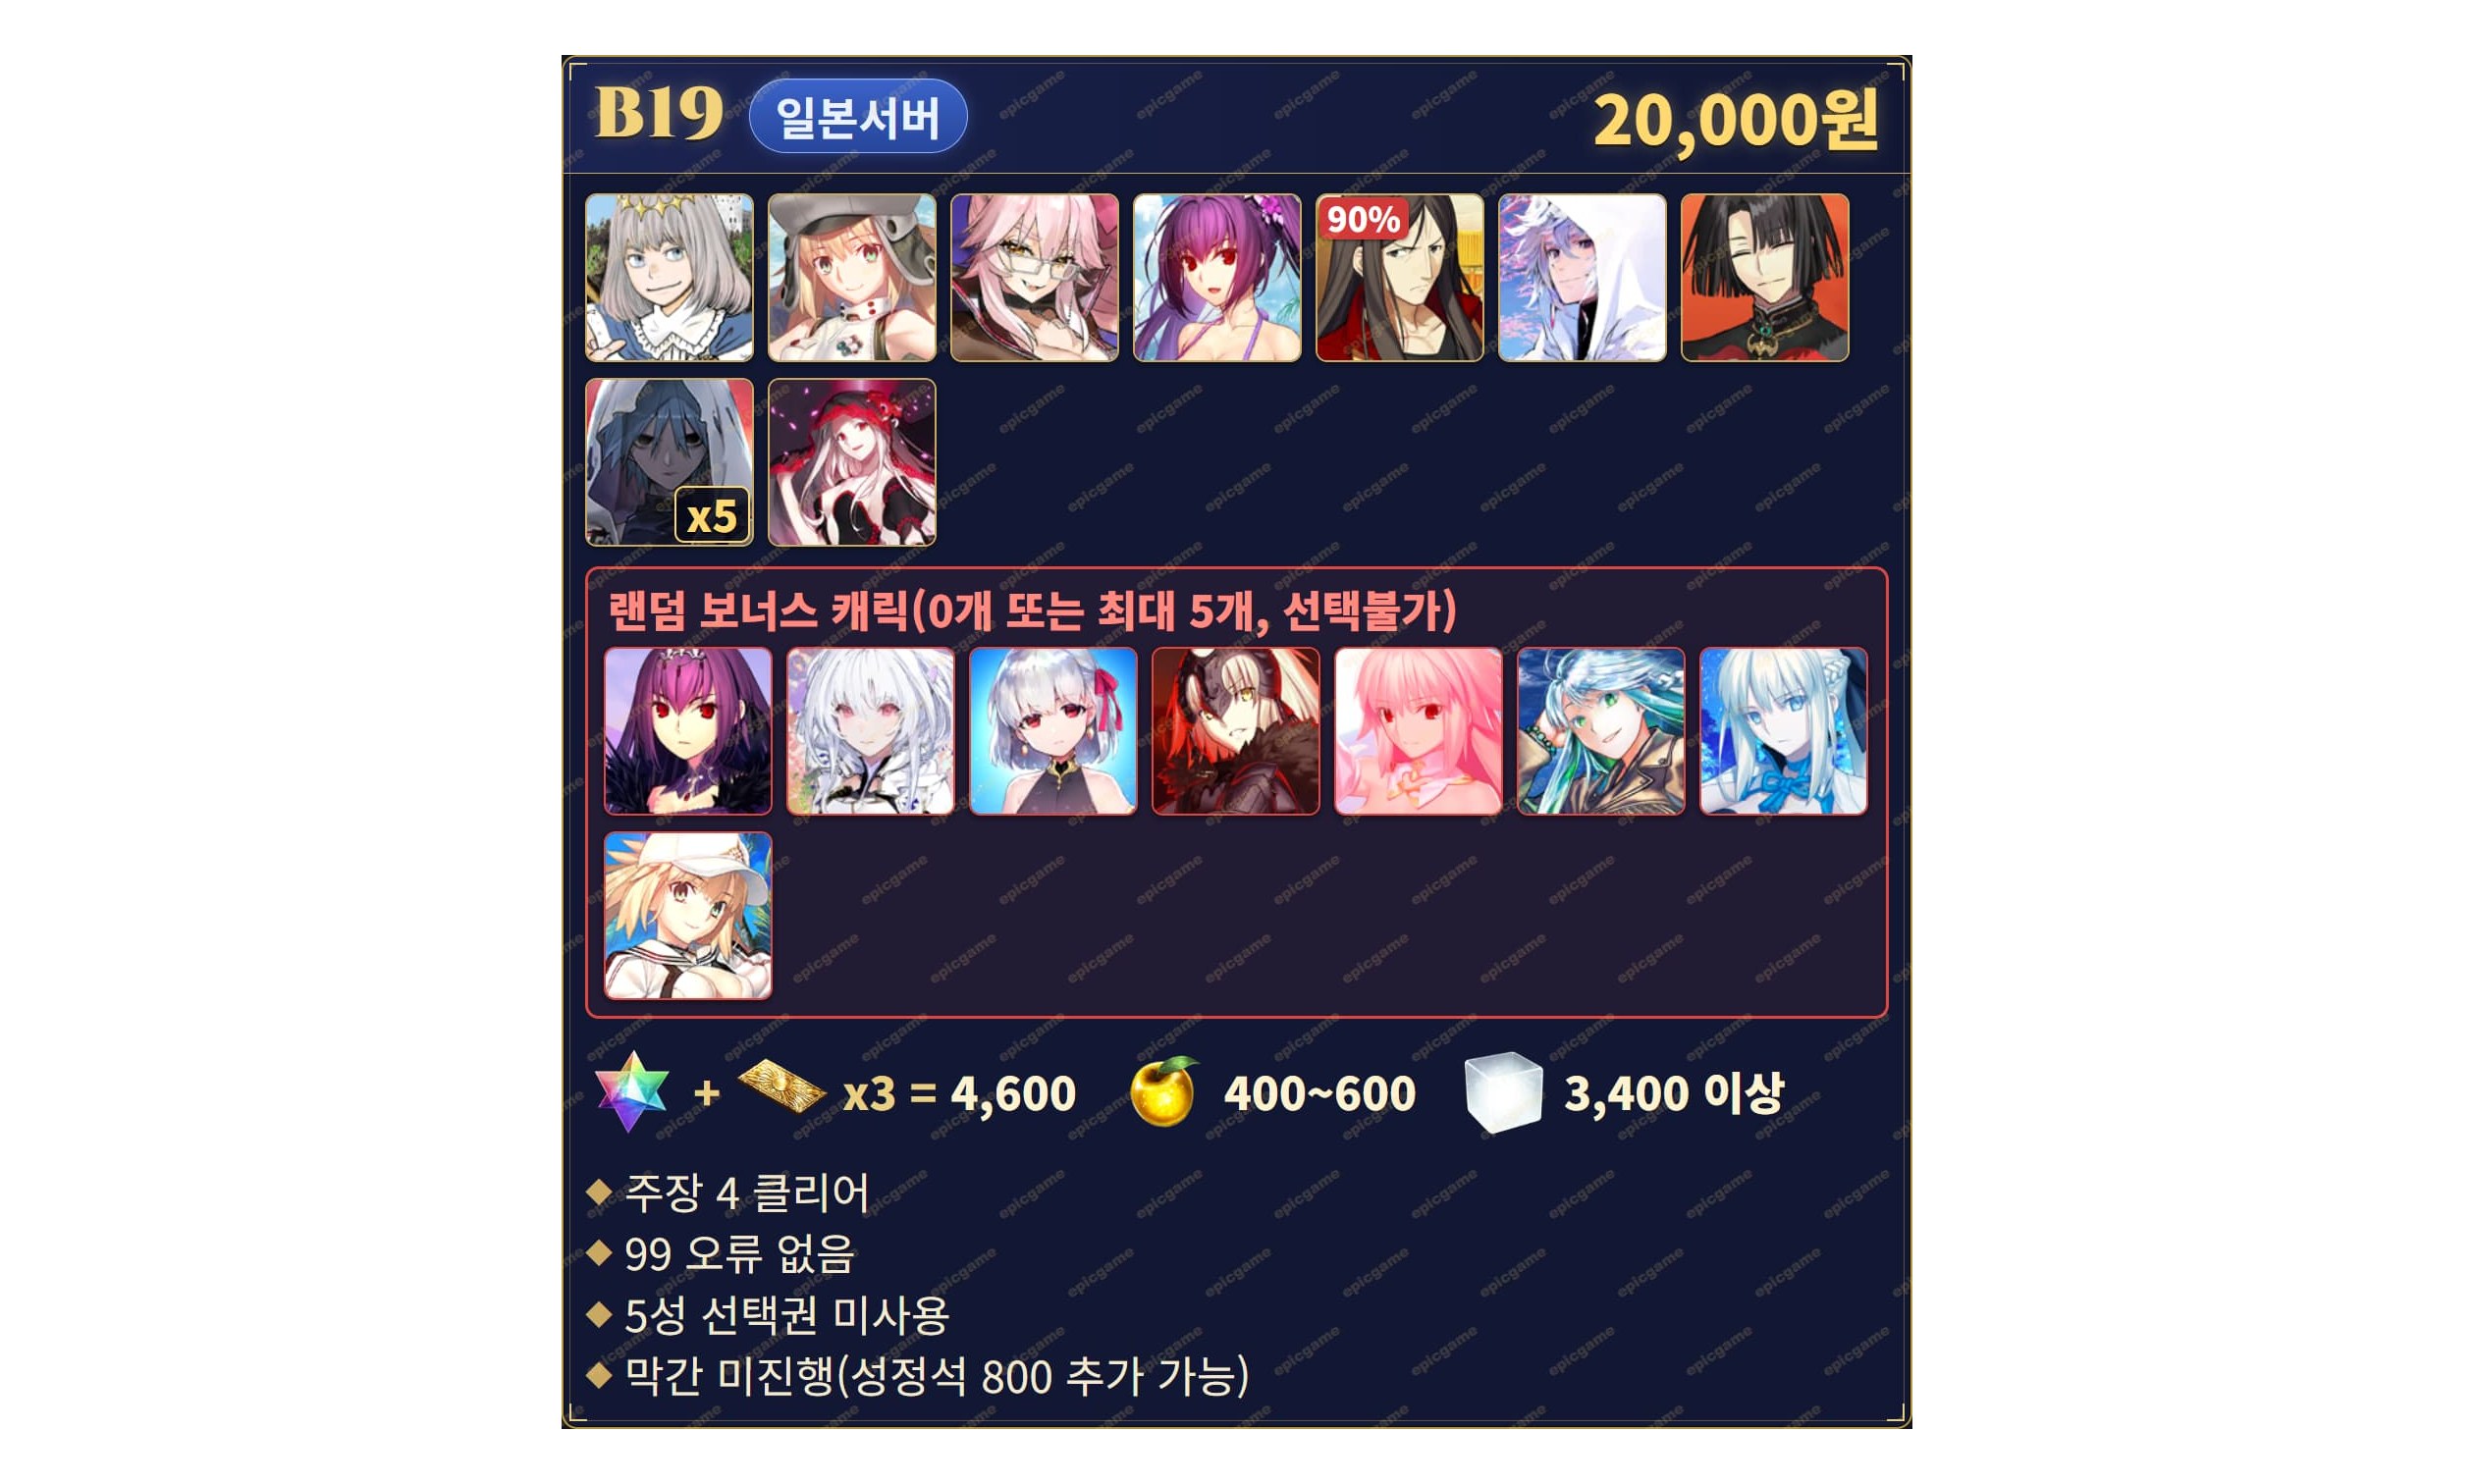 B19 일본서버 20,000원
90%
x5
랜덤 보너스 캐릭(0개 또는 최대 5개, 선택불가)
+ x3 = 4,600 400~600 3,400 이상
주장 4 클리어
99 오류 없음
5성 선택권 미사용
막간 미진행(성정석 800 추가 가능)
epicgame